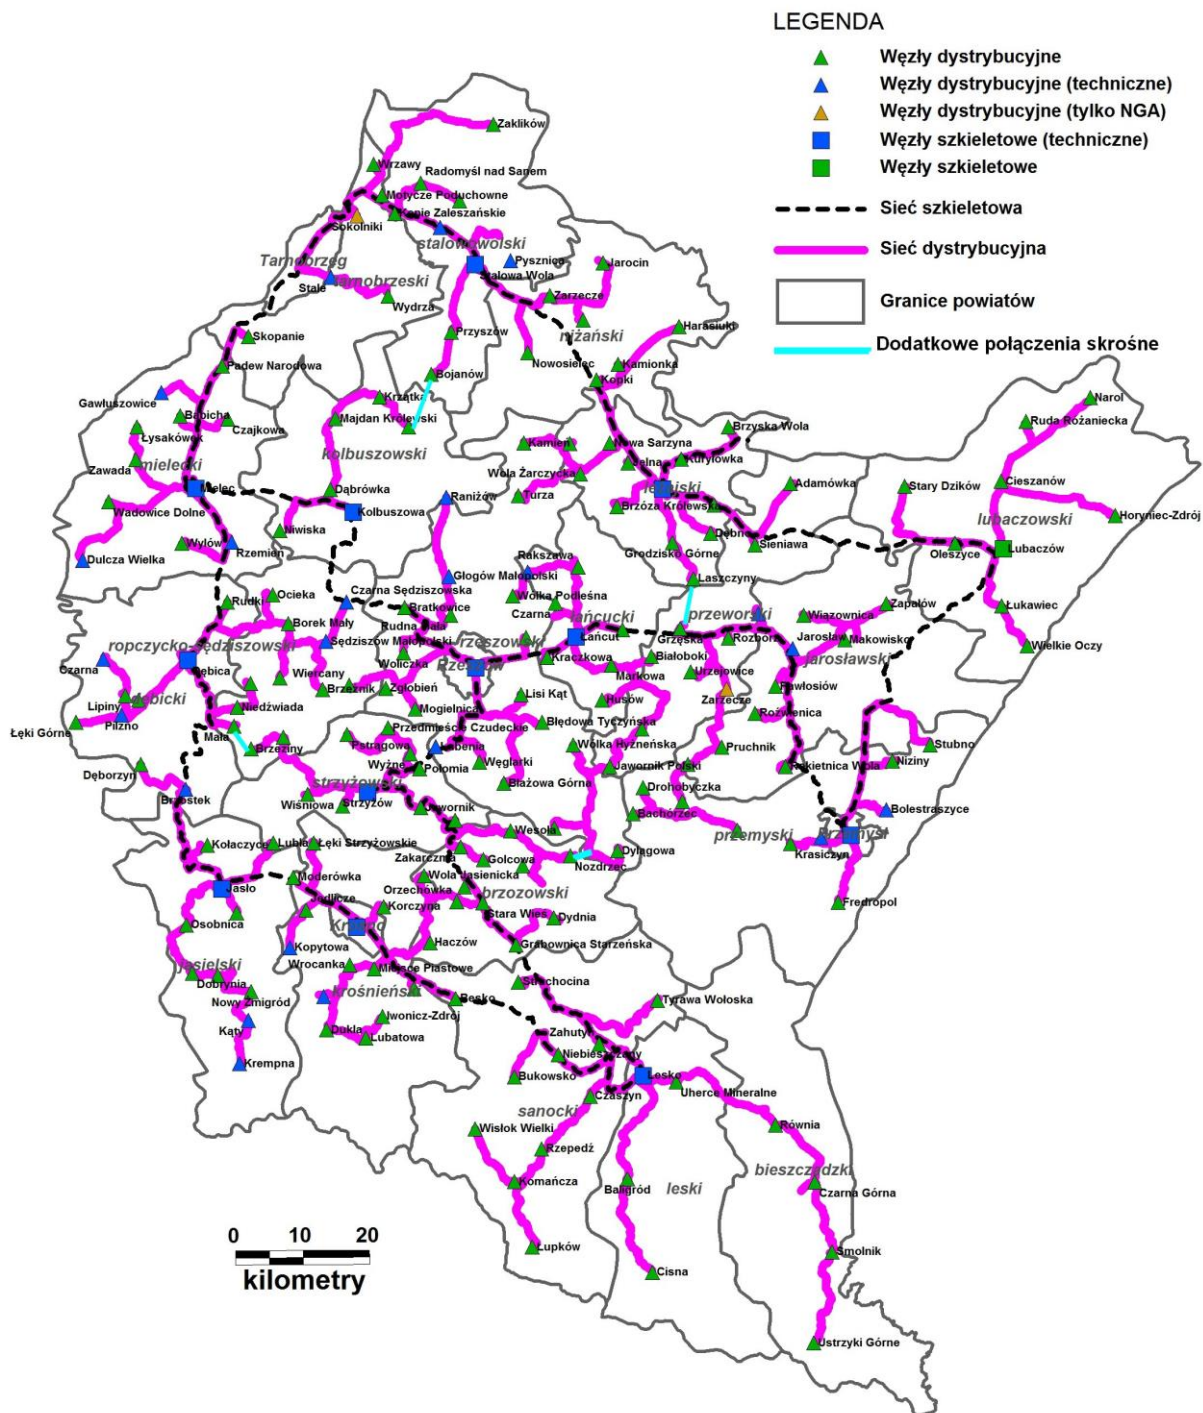 LEGENDA
Węzły dystrybucyjne
Węzły dystrybucyjne (techniczne)
Węzły dystrybucyjne (tylko NGA)
Węzły szkieletowe (techniczne)
Węzły szkieletowe
Sieć szkieletowa
Sieć dystrybucyjna
Granice powiatów
Dodatkowe połączenia skrośne
Zaklików
Wrzawy
Radomyśl nad Sanem
Motycze Poduchowne
Kępie Zaleszańskie
Sokolniki
stalowowolski
Tarnobrzeg
Pysznica
Jarocin
Stalowa Wola
Stale
tarnobrzeski
Wydrza
Zarzecze
Przyszów
niżański
Harasiuki
Skopanie
Nowosielec
Padew Narodowa
Kamionka
Bojanów
Kopki
Gawłuszowice
Krzątka
Narol
Babicha
Czajkowa
Majdan Królewski
Ruda Różaniecka
Łysakówek
Brzyska Wola
Kamień
Nowa Sarzyna
kolbuszowski
Zawada
mielecki
Jelna
Kuryłówka
Wola Żarczycka
Cieszanów
Mielec
Dąbrówka
Raniżów
Turza
leżajski
Adamówka
Stary Dzików
Wadowice Dolne
Kolbuszowa
Brzóza Królewska
Horyniec-Zdrój
lubaczowski
Niwiska
Dębno
Wylów
Rzemień
Sieniawa
Oleszyce
Lubaczów
Dulcza Wielka
Grodzisko Górne
Rakszawa
Głogów Małopolski
Laszczyny
Czarna Sędziszowska
Rudki
Ocieka
Wólka Podleśna
Bratkowice
Czarna
łańcucki
przeworski
Zapałów
Łukawiec
Wiązownica
Borek Mały
Rudna Mała
Grzęsko
Rozbórz
Jarosław
Makowisko
ropczycko-sędziszowski
Sędziszów Małopolski
rzeszowski
Łańcut
Wielkie Oczy
Czarna
Dębica
Woliczka
Rzeszów
Kraczkowa
Białoboki
jarosławski
Markowa
Urzejowice
Wiercany
Brzeźnik
Zgłobień
Pawłosiów
dębicki
Lipiny
Niedźwiada
Lisi Kąt
Husów
Zarzecze
Mogielnica
Roźwienica
Łęki Górne
Pilzno
Czudeckie
Błędowa Tyczyńska
Mała
Przedmieście
Brzeziny
Pstrągowa
Lubenia
Wólka Hyżneńska
Pruchnik
Stubno
Wyżne
Połomia
Węglarki
Niziny
Dęborzyn
Jawornik Polski
Rokietnica Wola
strzyżowski
Błażowa Górna
Drohobyczka
Brzostek
Wiśniowa
Strzyżów
Jawornik
Bachórzec
Bolestraszyce
przemyski
Przemyśl
Wesoła
Kołaczyce
Lubla
Łęki Strzyżowskie
Zakarczma
Golcowa
Dylągowa
Krasiczyn
Nozdrzec
Moderówka
Wola Jasienicka
Jasło
Jedlicze
Orzechówka
brzozowski
Korczyna
Fredropol
Osobnica
Krosno
Stara Wieś
Dydnia
Kopytowa
Haczów
Grabownica Starzeńska
jasielski
Wrocanka
Miejsce Piastowe
Dobrynia
krośnieński
Strachocina
Nowy Żmigród
Besko
Tyrawa Wołoska
Kąty
Iwonicz-Zdrój
Dukla
Lubatowa
Zahutyń
Niebieszczany
Krempna
Bukowsko
Lesko
Uherce Mineralne
Czaszyn
sanocki
Wisłok Wielki
Równia
Rzepedź
bieszczadzki
Komańcza
Baligród
leski
Czarna Górna
0 10 20
kilometry
Łupków
Smolnik
Cisna
Ustrzyki Górne